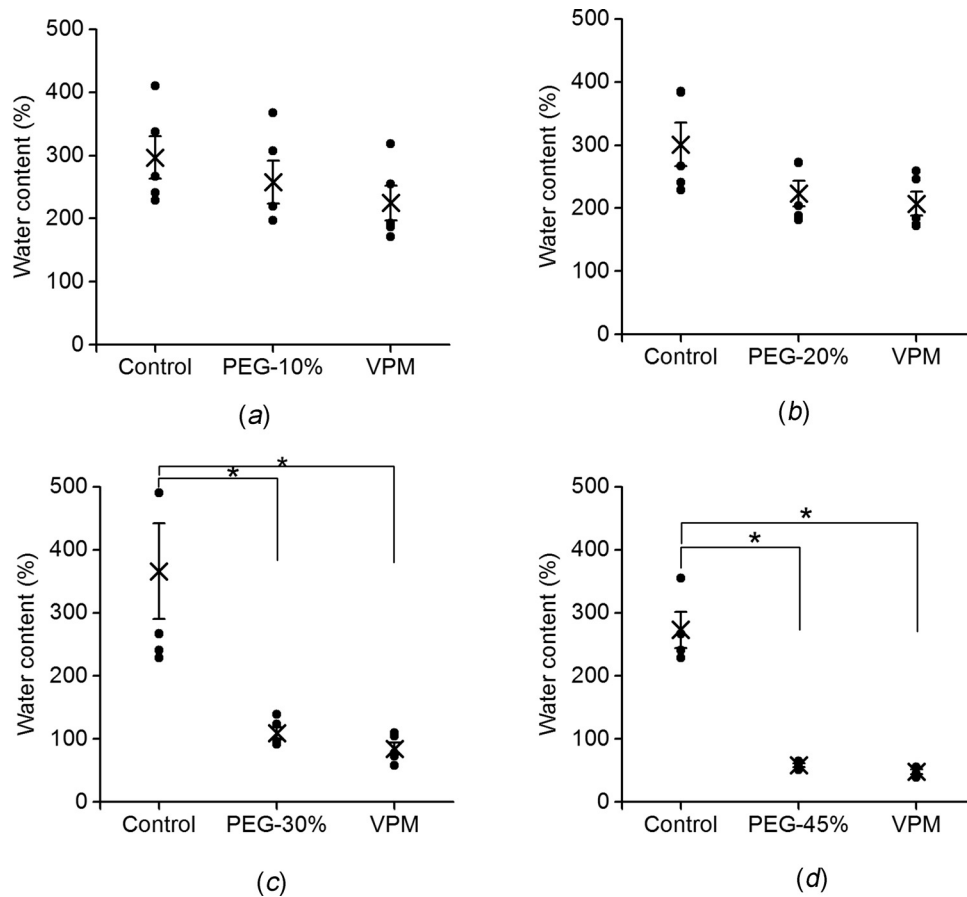 500
400
300
200
100
0
Water content (%)
Control PEG-10% VPM
(a)
500
400
300
200
100
0
Water content (%)
Control PEG-20% VPM
(b)
*
*
500
400
300
200
100
0
Water content (%)
Control PEG-30% VPM
(c)
500
400
300
200
100
0
Water content (%)
*
*
Control PEG-45% VPM
(d)